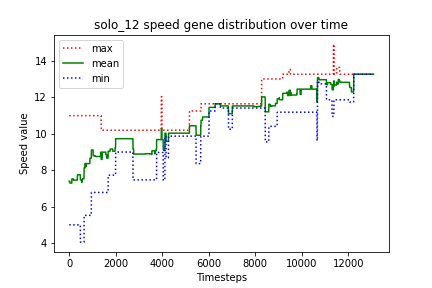 solo_12 speed gene distribution over time
max
mean
min
Speed value
14
12
10
8
6
4
0
2000
4000
6000
8000
10000
12000
Timesteps